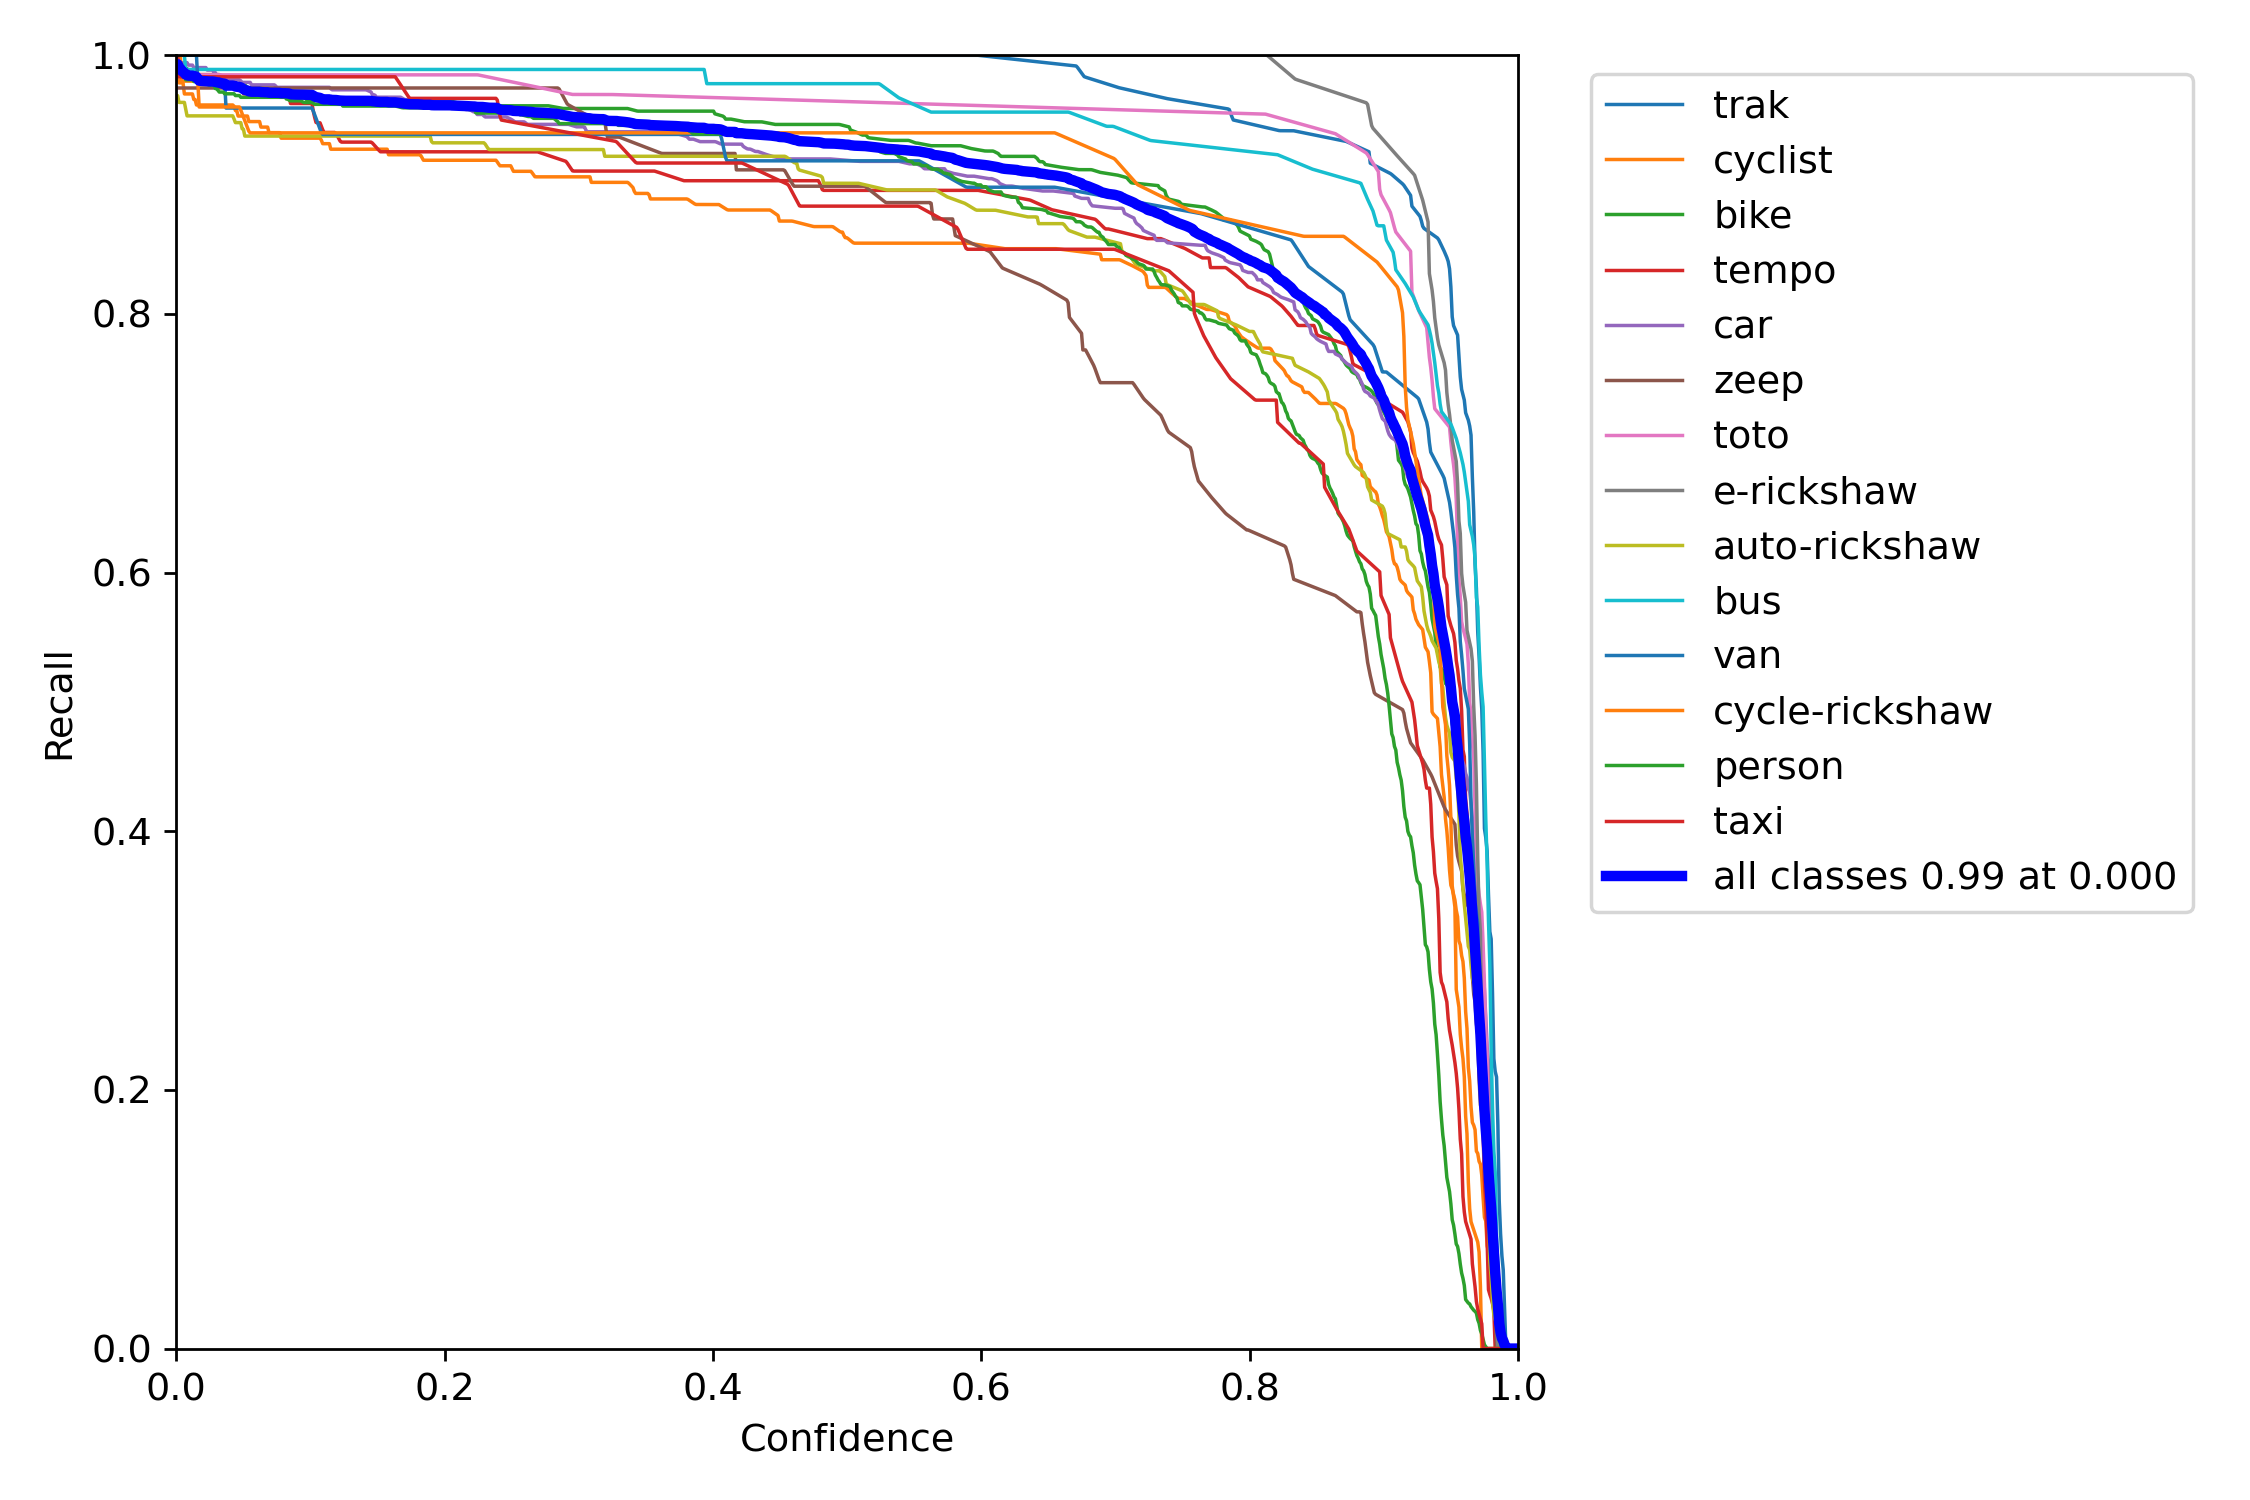 1.0
0.8
0.6
0.4
0.2
0.0
0.0 0.2 0.4 0.6 0.8 1.0
Recall
Confidence
trak
cyclist
bike
tempo
car
zeep
toto
e-rickshaw
auto-rickshaw
bus
van
cycle-rickshaw
person
taxi
all classes 0.99 at 0.000